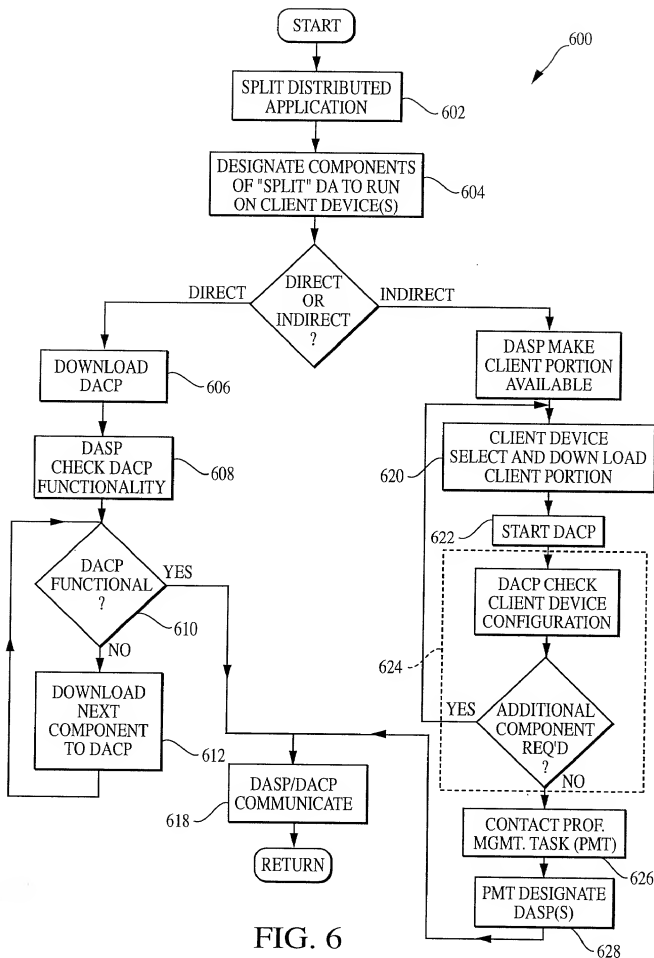 START
600
SPLIT DISTRIBUTED
APPLICATION
602
DESIGNATE COMPONENTS
OF "SPLIT" DA TO RUN
ON CLIENT DEVICE(S)
604
DIRECT
OR
INDIRECT
?
DIRECT
INDIRECT
DOWNLOAD
DACP
606
DASP
CHECK DACP
FUNCTIONALITY
608
DACP
FUNCTIONAL
?
YES
610
NO
DOWNLOAD
NEXT
COMPONENT
TO DACP
612
DASP MAKE
CLIENT PORTION
AVAILABLE
CLIENT DEVICE
SELECT AND DOWN LOAD
CLIENT PORTION
620
START DACP
622
DACP CHECK
CLIENT DEVICE
CONFIGURATION
624
YES
ADDITIONAL
COMPONENT
REQ'D
?
NO
CONTACT PROF.
MGMT. TASK (PMT)
626
PMT DESIGNATE
DASP(S)
628
DASP/DACP
COMMUNICATE
618
RETURN
FIG. 6